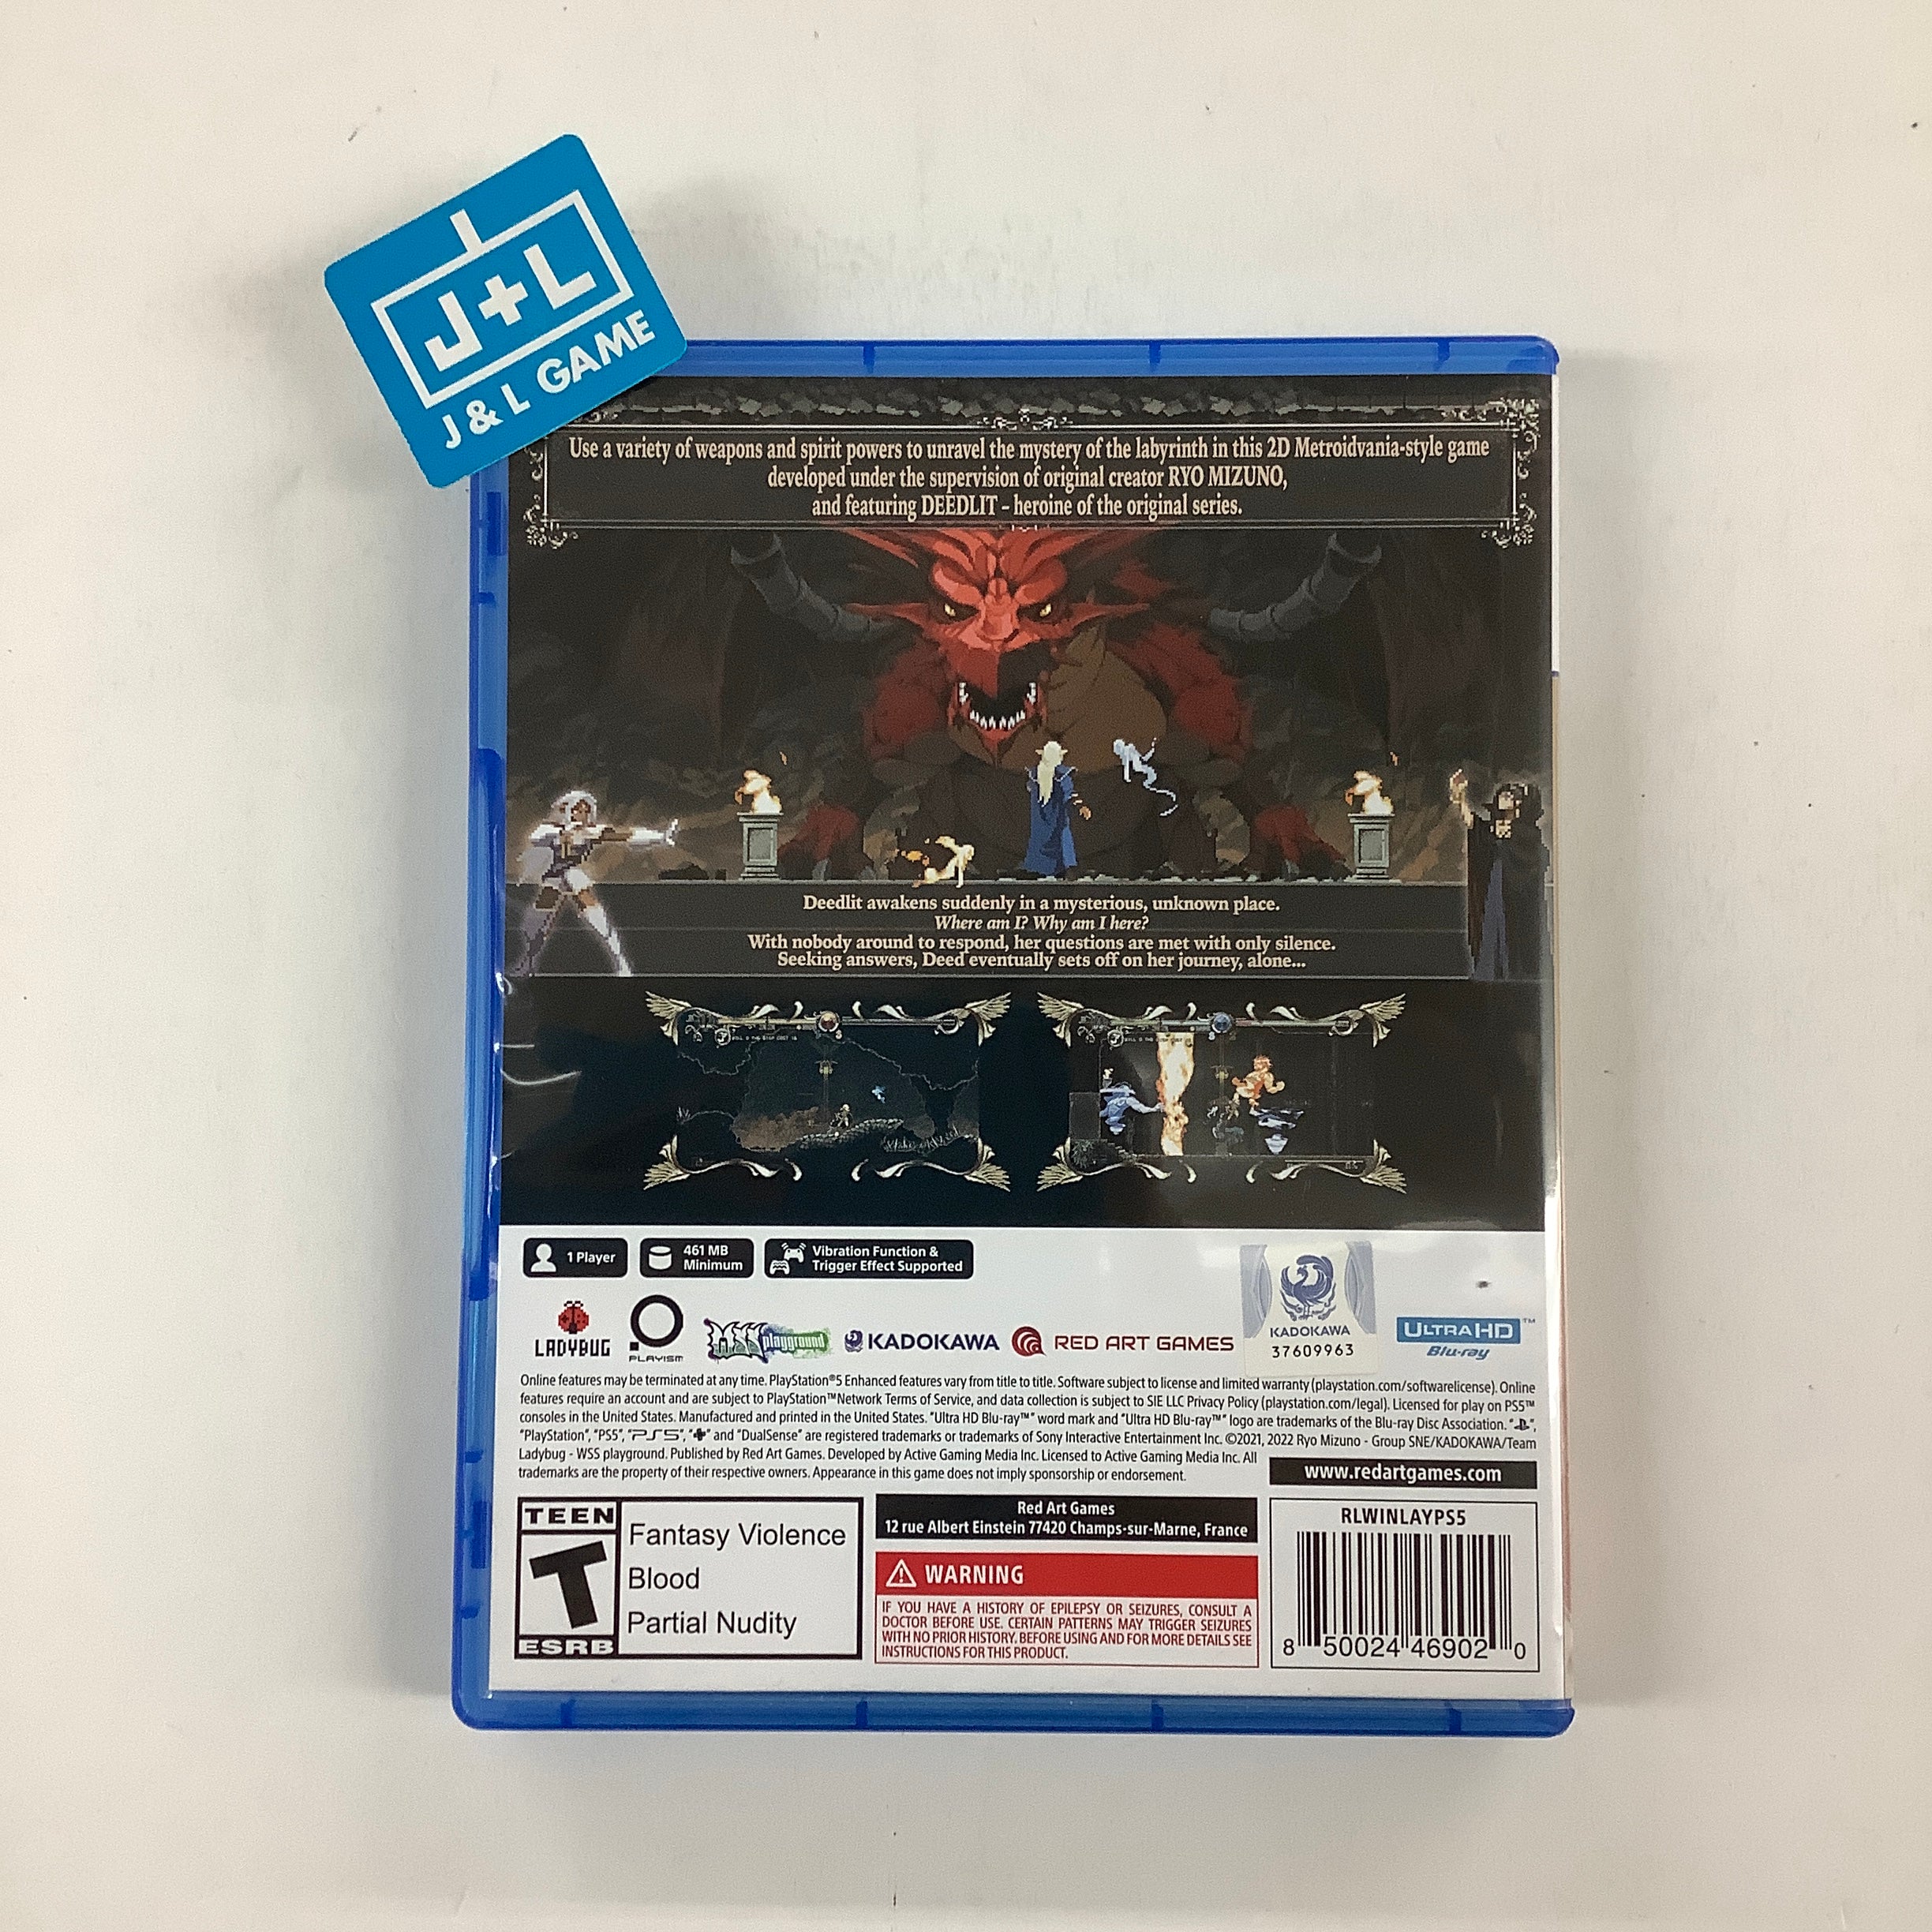 J+L
J & L GAME
Use a variety of weapons and spirit powers to unravel the mystery of the labyrinth in this 2D Metroidvania-style game
developed under the supervision of original creator RYO MIZUNO,
and featuring DEEDLIT - heroine of the original series.
Deedlit awakens suddenly in a mysterious, unknown place.
Where am I? Why am I here?
With nobody around to respond, her questions are met with only silence.
Seeking answers, Deed eventually sets off on her journey, alone...
1 Player
461 MB
Minimum
Vibration Function &
Trigger Effect Supported
LADYBUG
PLAYISM
WSS playground
KADOKAWA
RED ART GAMES
KADOKAWA
37609963
ULTRA HD™
Blu-ray
Online features may be terminated at any time. PlayStation®5 Enhanced features vary from title to title. Software subject to license and limited warranty (playstation.com/softwarelicense). Online
features require an account and are subject to PlayStation™Network Terms of Service, and data collection is subject to SIE LLC Privacy Policy (playstation.com/legal). Licensed for play on PS5™
consoles in the United States. Manufactured and printed in the United States. "Ultra HD Blu-ray™" word mark and "Ultra HD Blu-ray™" logo are trademarks of the Blu-ray Disc Association. "",
"PlayStation", "PS5", "PS5", "" and "DualSense" are registered trademarks or trademarks of Sony Interactive Entertainment Inc. ©2021, 2022 Ryo Mizuno - Group SNE/KADOKAWA/Team
Ladybug - WSS playground. Published by Red Art Games. Developed by Active Gaming Media Inc. Licensed to Active Gaming Media Inc. All
trademarks are the property of their respective owners. Appearance in this game does not imply sponsorship or endorsement.
www.redartgames.com
TEEN
T
ESRB
Fantasy Violence
Blood
Partial Nudity
Red Art Games
12 rue Albert Einstein 77420 Champs-sur-Marne, France
WARNING
IF YOU HAVE A HISTORY OF EPILEPSY OR SEIZURES, CONSULT A
DOCTOR BEFORE USE. CERTAIN PATTERNS MAY TRIGGER SEIZURES
WITH NO PRIOR HISTORY. BEFORE USING AND FOR MORE DETAILS SEE
INSTRUCTIONS FOR THIS PRODUCT.
RLWINLAYPS5
8 50024 46902 0